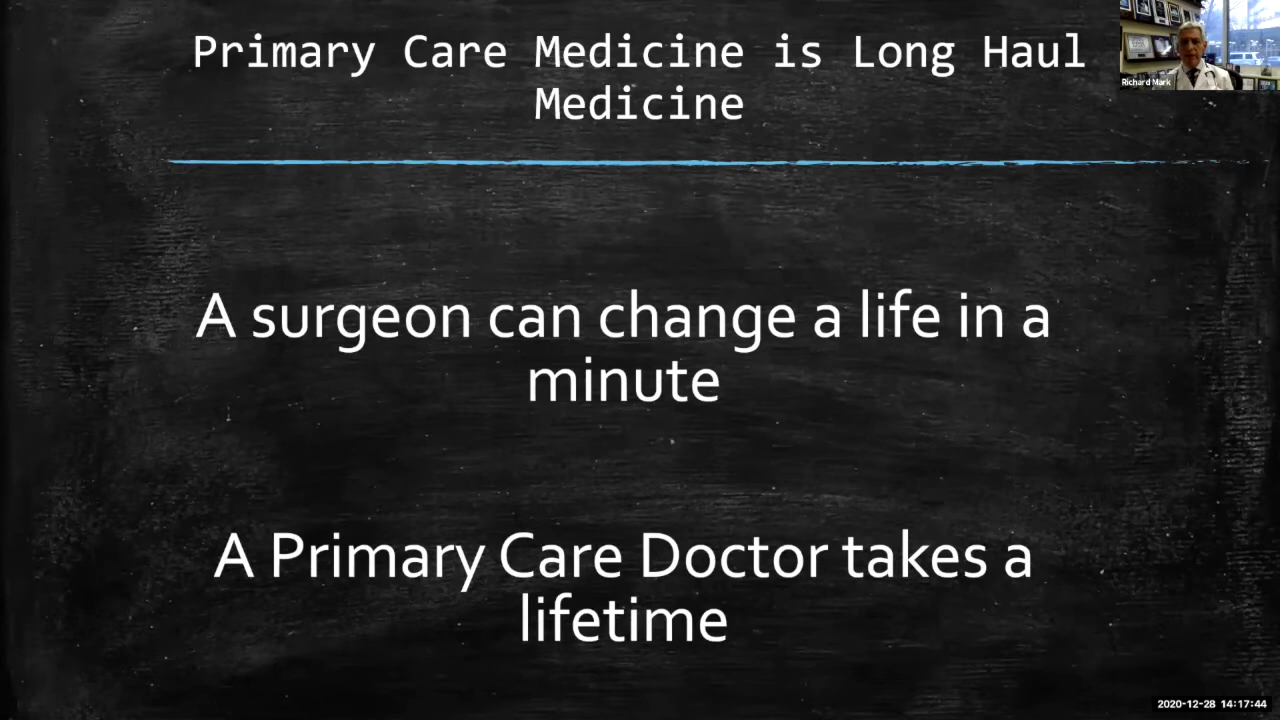 Primary Care Medicine is Long Haul
Medicine
Richard Mark
A surgeon can change a life in a
minute
A Primary Care Doctor takes a
lifetime
2020-12-28 14:17:44